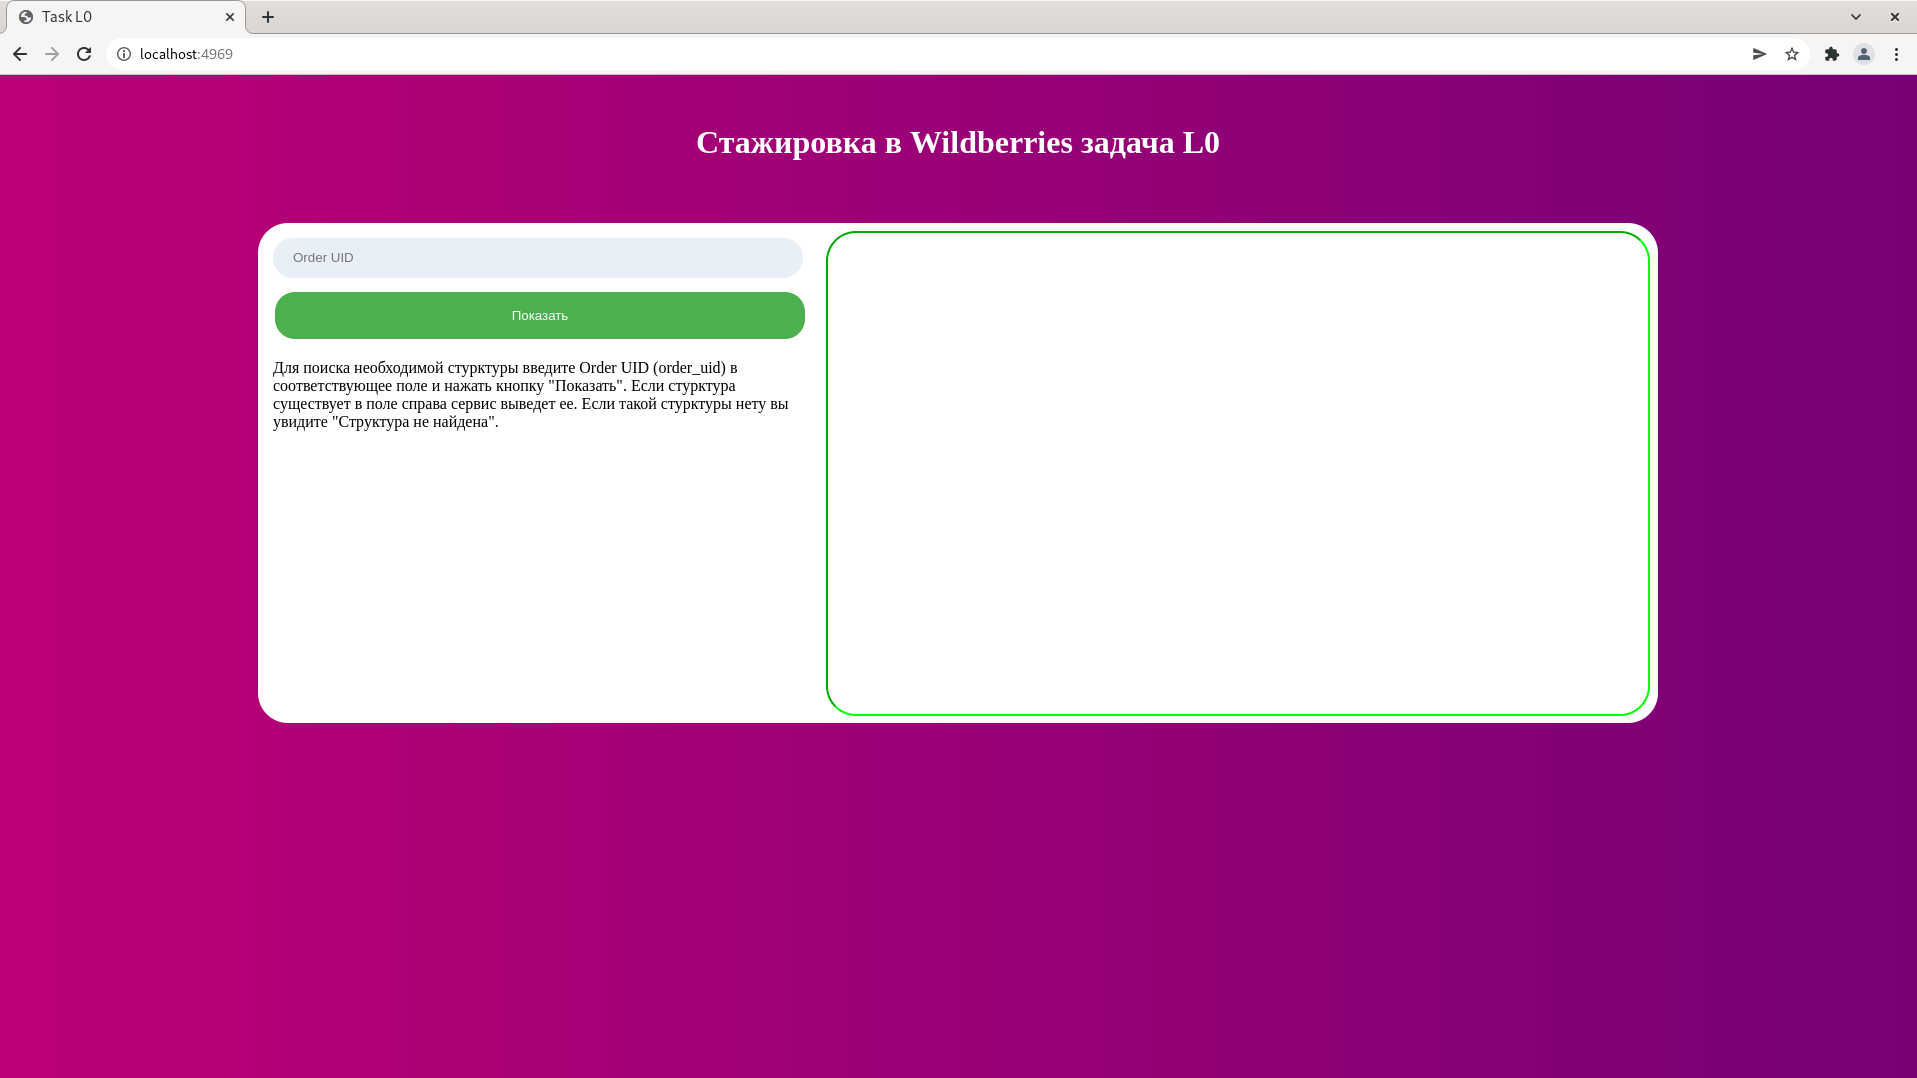 Task L0
localhost:4969
Стажировка в Wildberries задача L0
Order UID
Показать
Для поиска необходимой стурктуры введите Order UID (order_uid) в
соответствующее поле и нажать кнопку "Показать". Если стурктура
существует в поле справа сервис выведет ее. Если такой стурктуры нету вы
увидите "Структура не найдена".